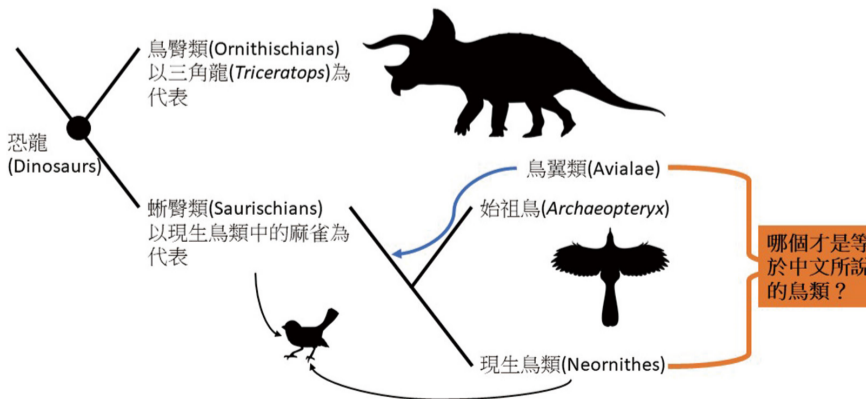 鳥臀類(Ornithischians)
以三角龍(Triceratops)為
代表
恐龍
(Dinosaurs)
鳥翼類(Avialae)
蜥臀類(Saurischians)
以現生鳥類中的麻雀為
代表
始祖鳥(Archaeopteryx)
哪個才是等
於中文所說
的鳥類？
現生鳥類(Neornithes)